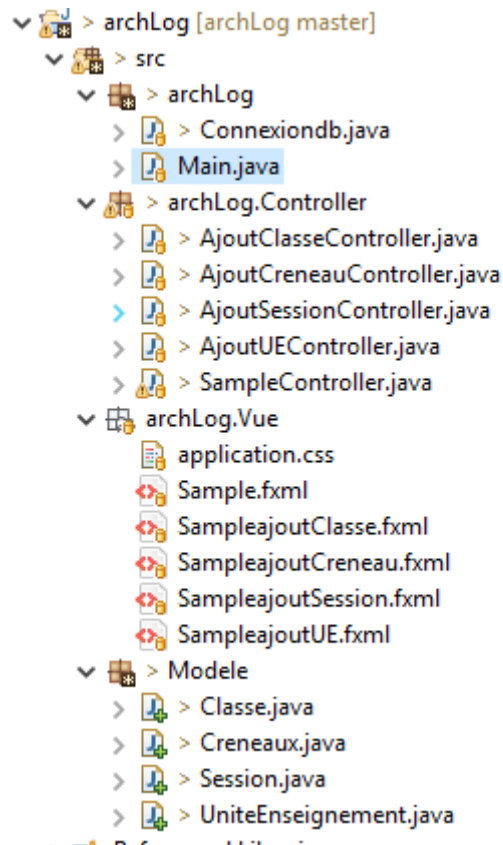 > archLog [archLog master]
> src
> archLog
> Connexiondb.java
Main.java
> archLog.Controller
> AjoutClasseController.java
> AjoutCreneauController.java
> AjoutSessionController.java
> AjoutUEController.java
> SampleController.java
archLog.Vue
application.css
Sample.fxml
SampleajoutClasse.fxml
SampleajoutCreneau.fxml
SampleajoutSession.fxml
SampleajoutUE.fxml
> Modele
> Classe.java
> Creneaux.java
> Session.java
> UniteEnseignement.java